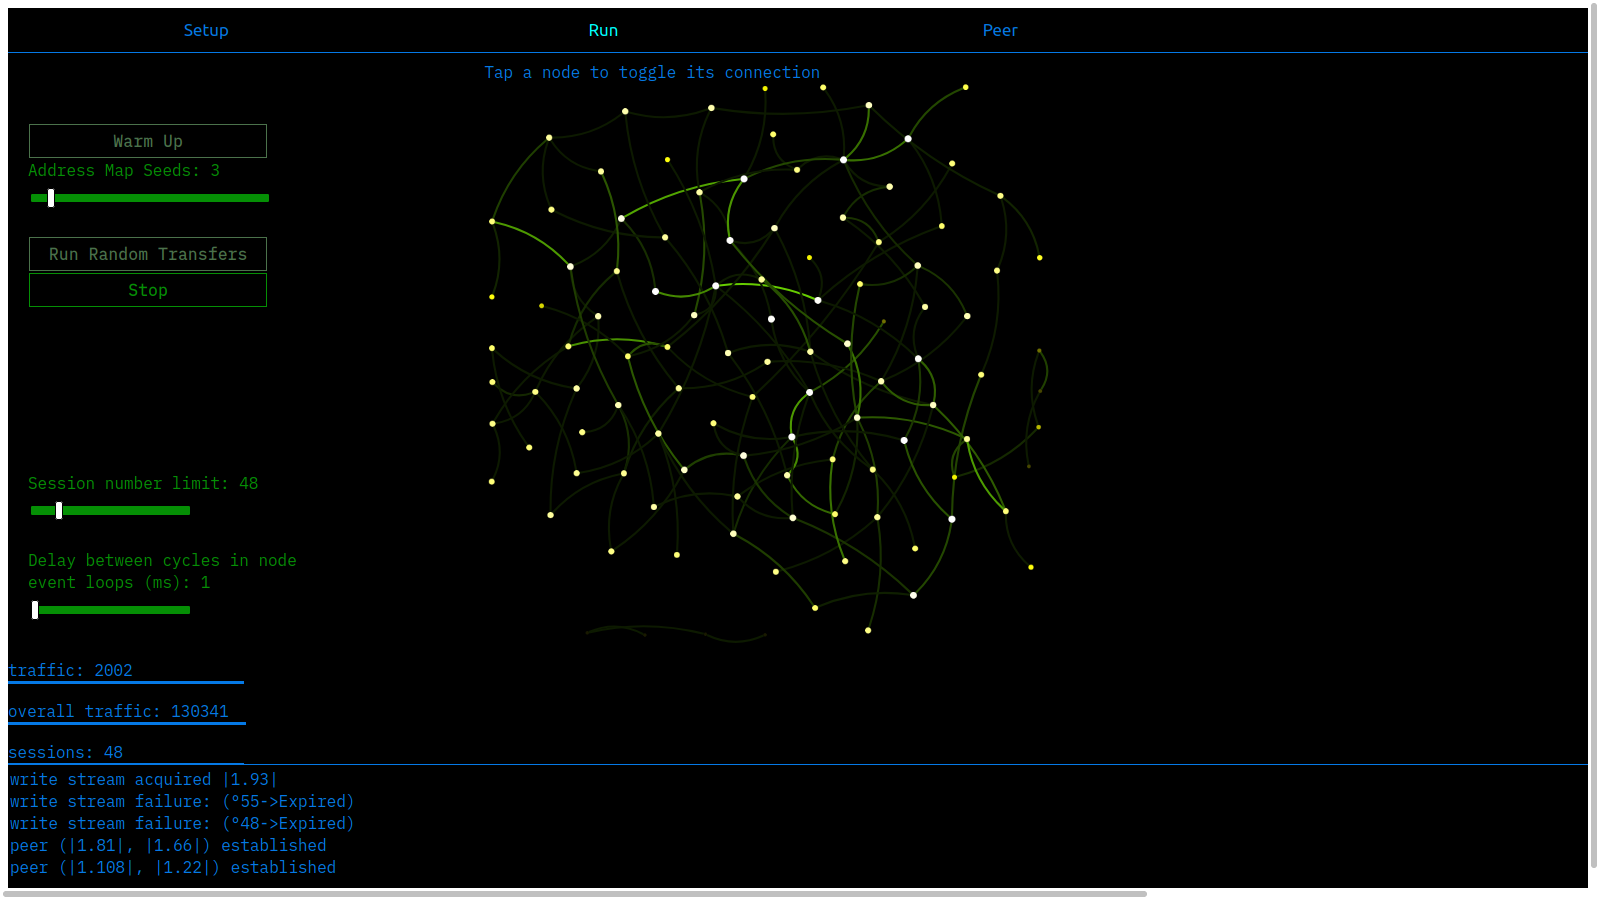 Setup
Run
Peer
Tap a node to toggle its connection
Warm Up
Address Map Seeds: 3
Run Random Transfers
Stop
Session number limit: 48
Delay between cycles in node
event loops (ms): 1
traffic: 2002
overall traffic: 130341
sessions: 48
write stream acquired |1.93|
write stream failure: (°55->Expired)
write stream failure: (°48->Expired)
peer (|1.81|, |1.66|) established
peer (|1.108|, |1.22|) established